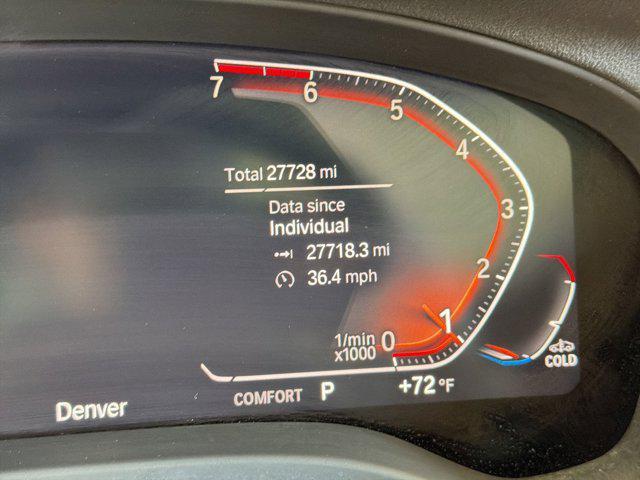 7
6
5
4
3
2
1
0
1/min
x1000
Total 27728 mi
Data since
Individual
27718.3 mi
36.4 mph
COLD
COMFORT P +72 °F
Denver